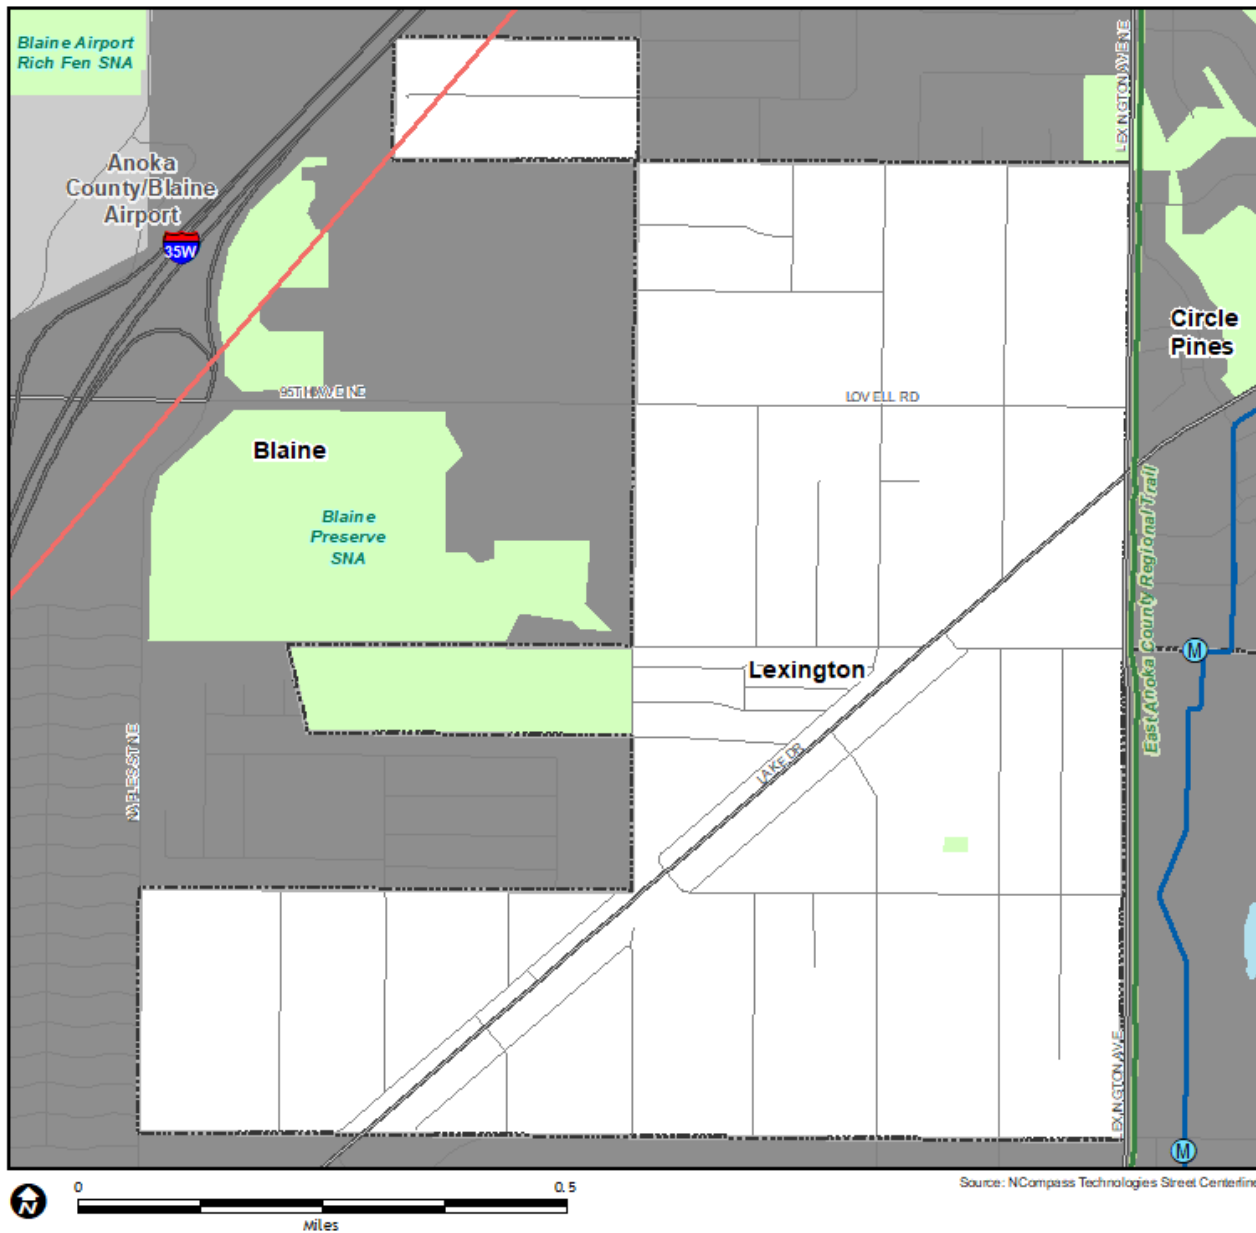 Blaine Airport
Rich Fen SNA
LEXINGTON AVE NE
Anoka
County/Blaine
Airport
35W
Circle
Pines
95TH AVE NE
LOVELL RD
Blaine
Blaine
Preserve
SNA
East Anoka County Regional Trail
M
Lexington
LAKE DR
NAPLES ST NE
LEXINGTON AVE
M
N
0
0.5
Miles
Source: NCompass Technologies Street Centerline